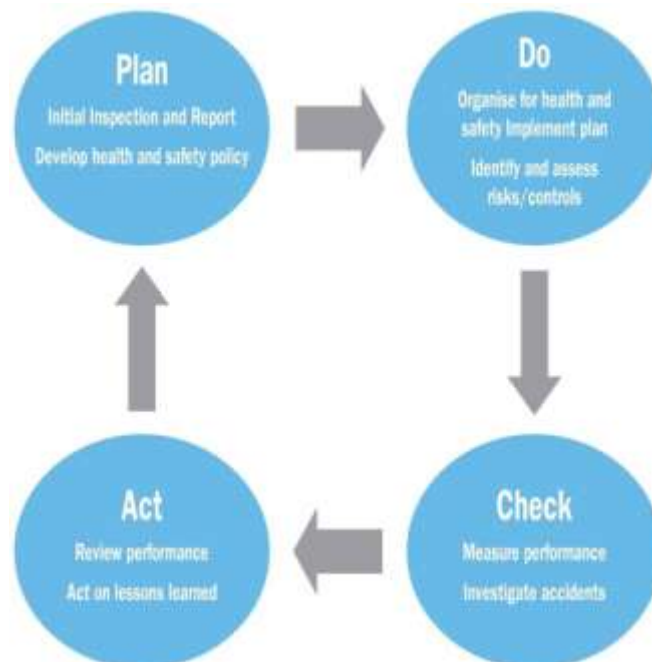 Plan
Initial Inspection and Report
Develop health and safety policy
Do
Organise for health and
safety Implement plan
Identify and assess
risks/controls
Check
Measure performance
Investigate accidents
Act
Review performance
Act on lessons learned